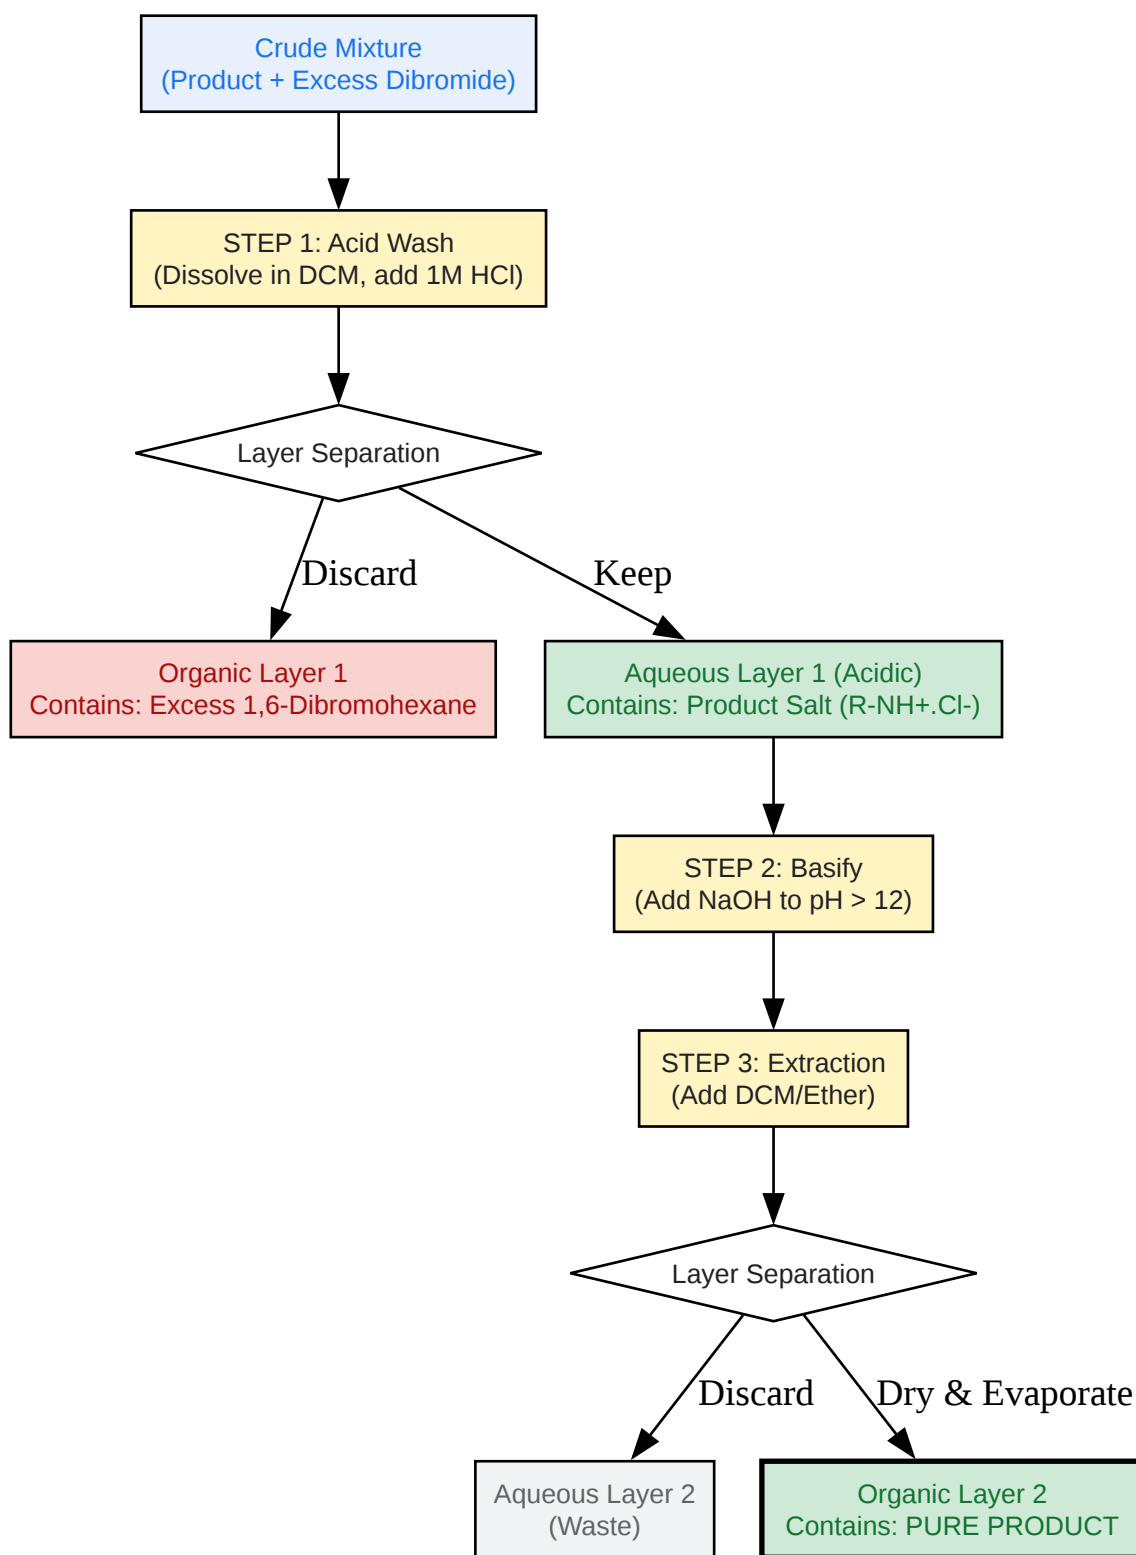 Crude Mixture
(Product + Excess Dibromide)
STEP 1: Acid Wash
(Dissolve in DCM, add 1M HCl)
Layer Separation
Discard
Keep
Organic Layer 1
Contains: Excess 1,6-Dibromohexane
Aqueous Layer 1 (Acidic)
Contains: Product Salt (R-NH+.Cl-)
STEP 2: Basify
(Add NaOH to pH > 12)
STEP 3: Extraction
(Add DCM/Ether)
Layer Separation
Discard
Dry & Evaporate
Aqueous Layer 2
(Waste)
Organic Layer 2
Contains: PURE PRODUCT